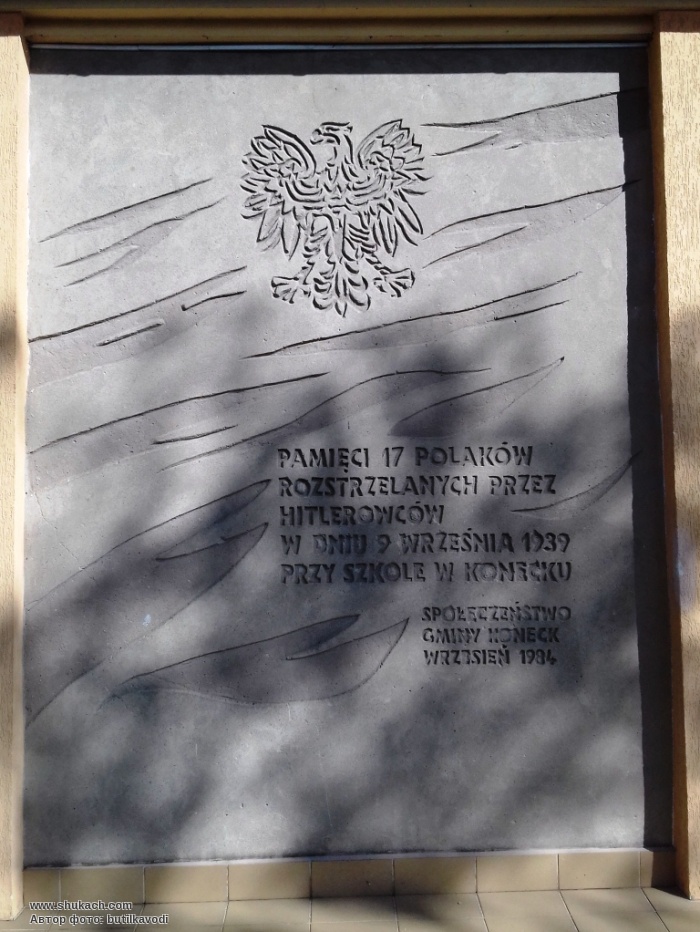 PAMIĘCI 17 POLAKÓW
ROZSTRZELANYCH PRZEZ
HITLEROWCÓW
W DNIU 9 WRZEŚNIA 1939
PRZY SZKOLE W KONECKU
SPOŁECZEŃSTWO
GMINY KONECK
WRZESIEŃ 1984
www.shukach.com
Автор фото: butilkavodi